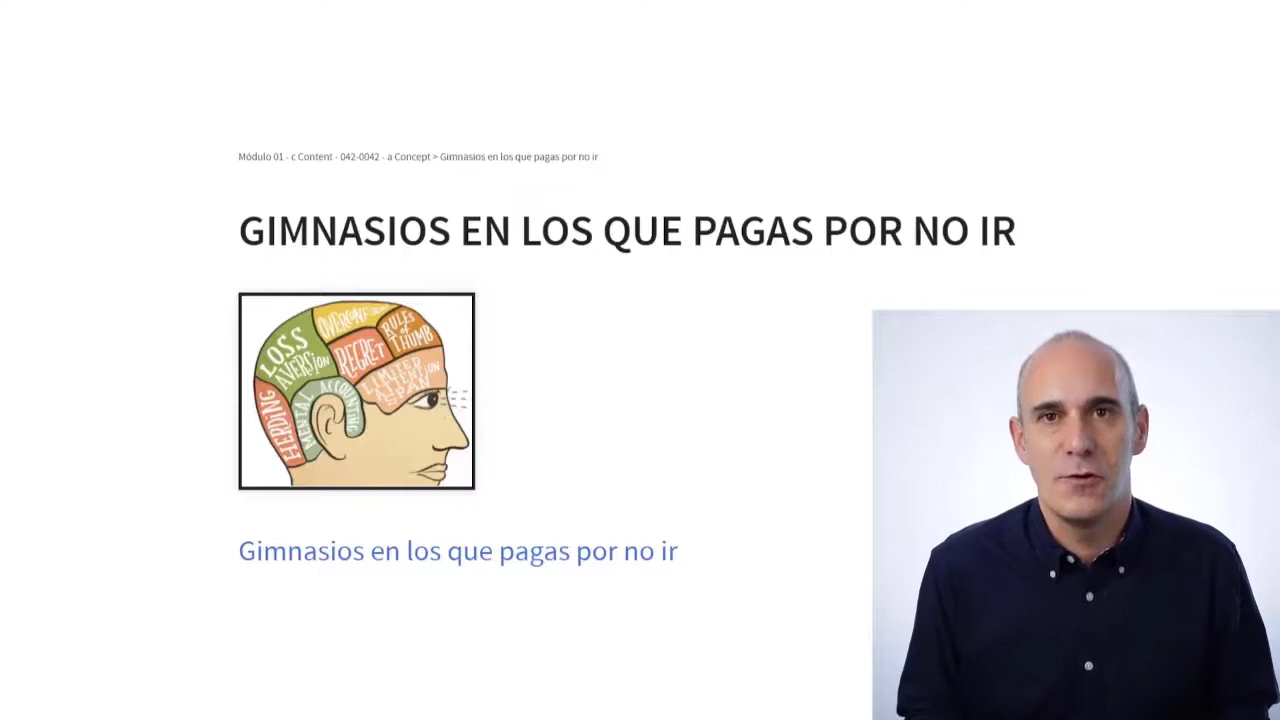 Módulo 01 - c Content - 042-0042 - a Concept > Gimnasios en los que pagas por no ir
GIMNASIOS EN LOS QUE PAGAS POR NO IR
LOSS
AVERSION
OVERCONFIDENCE
RULES
of
THUMB
REGRET
LIMITED
ATTENTION
SPAN
HERDING
MENTAL ACCOUNTING
Gimnasios en los que pagas por no ir